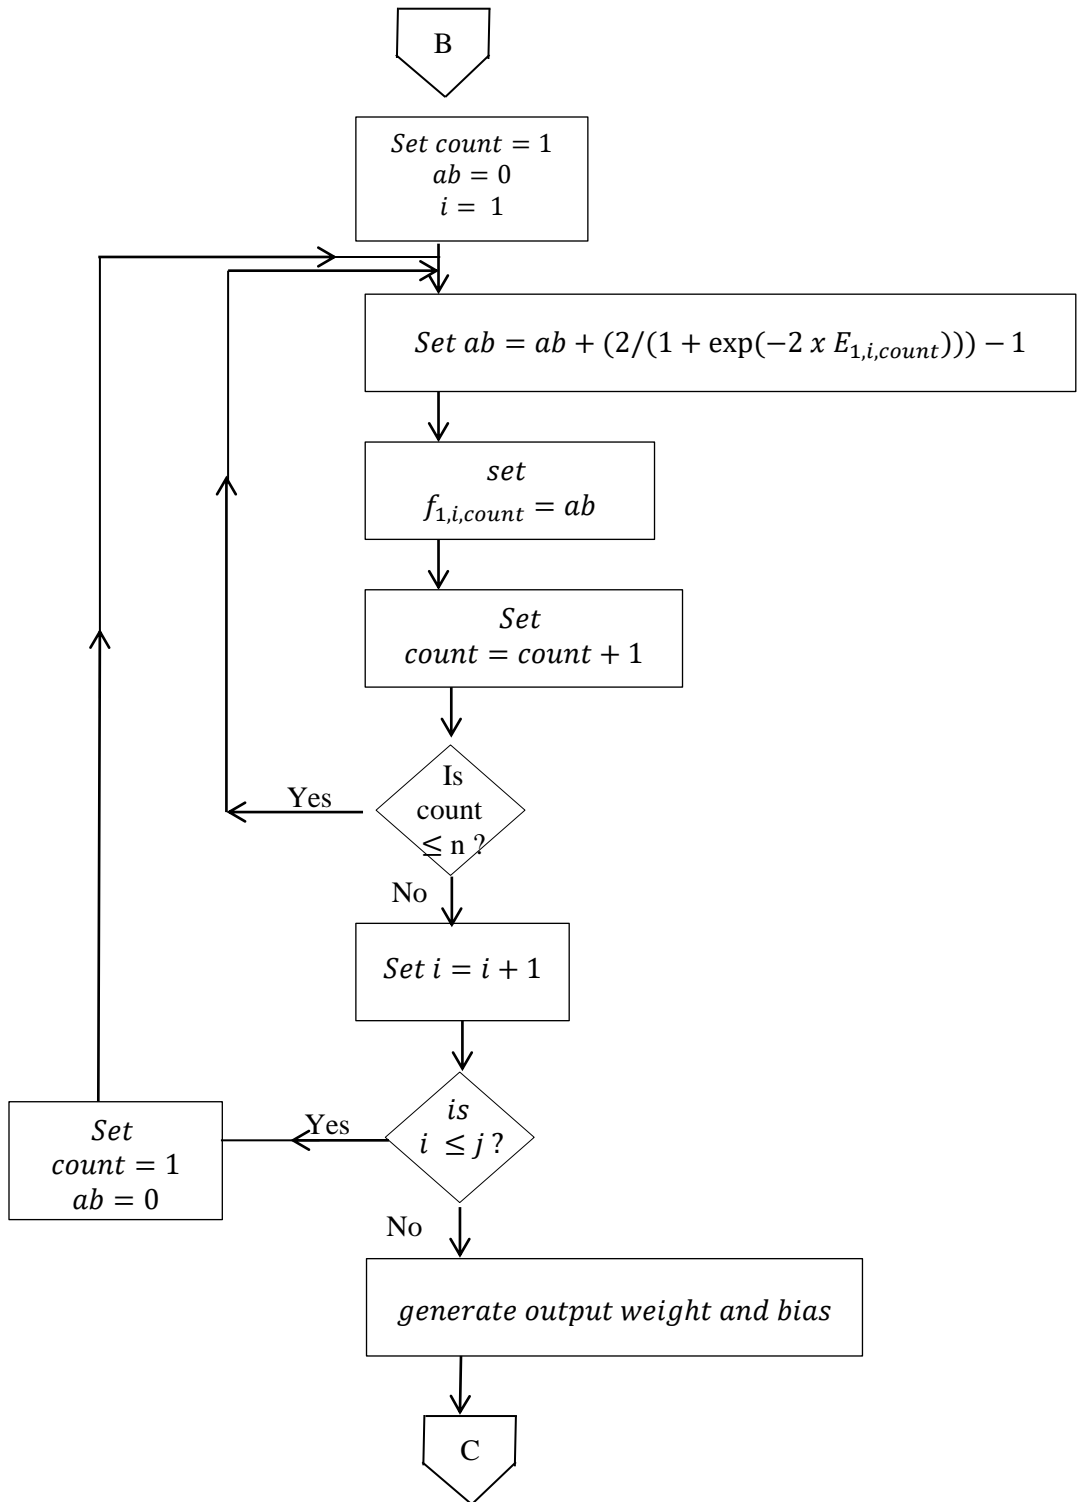 B
Set count = 1
ab = 0
i = 1
Set ab = ab + (2/(1 + exp(−2 x E₁,ᵢ,count))) − 1
set
f₁,ᵢ,count = ab
Set
count = count + 1
Is
count
≤ n ?
Yes
No
Set i = i + 1
is
i ≤ j ?
Yes
Set
count = 1
ab = 0
No
generate output weight and bias
C